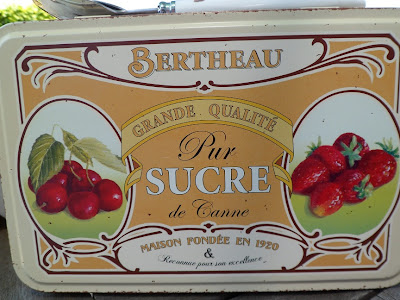 BERTHEAU
GRANDE QUALITÉ
Pur
SUCRE
de Canne
MAISON FONDÉE EN 1920
&
Reconnue pour son excellence